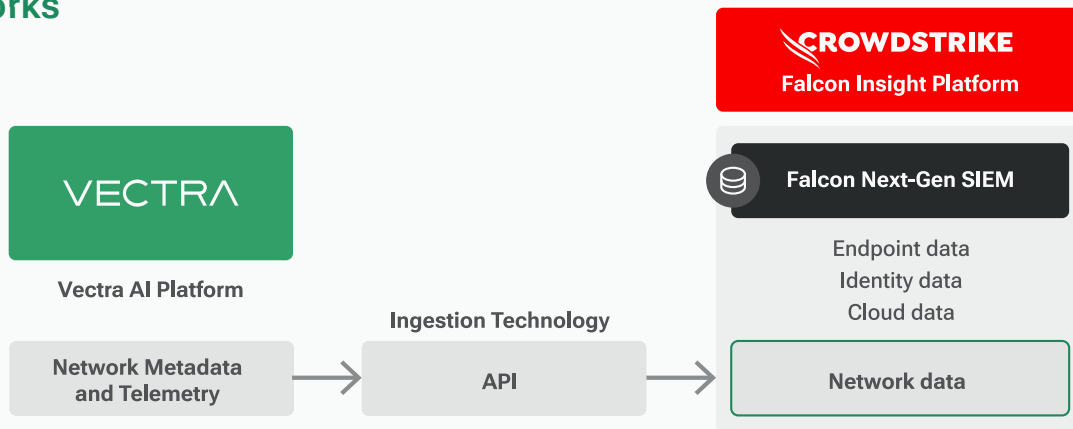 CROWDSTRIKE
Falcon Insight Platform
VECTRA
Vectra AI Platform
Network Metadata
and Telemetry
Ingestion Technology
API
Falcon Next-Gen SIEM
Endpoint data
Identity data
Cloud data
Network data